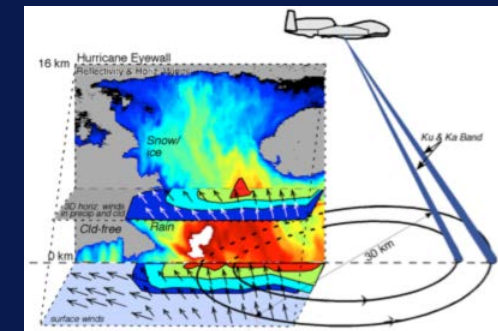 Hurricane Eyewall
16 km
Reflectivity & Horiz. Winds
Snow/
ice
Ku & Ka Band
3D horiz. winds
in precip and cld
Cld-free
Rain
0 km
30 km
surface winds